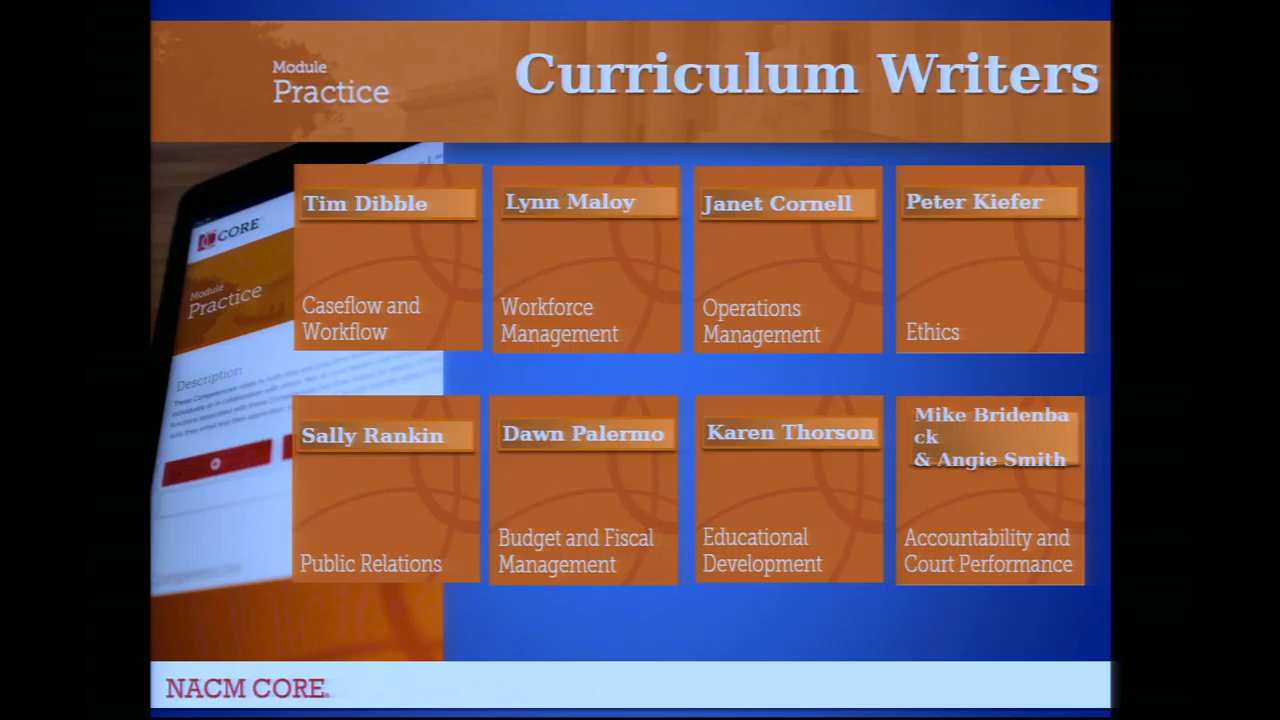 Module
Practice
Curriculum Writers
Tim Dibble
Caseflow and
Workflow
Lynn Maloy
Workforce
Management
Janet Cornell
Operations
Management
Peter Kiefer
Ethics
CORE
Module
Practice
Description
Sally Rankin
Public Relations
Dawn Palermo
Budget and Fiscal
Management
Karen Thorson
Educational
Development
Mike Bridenba
ck
& Angie Smith
Accountability and
Court Performance
NACM CORE